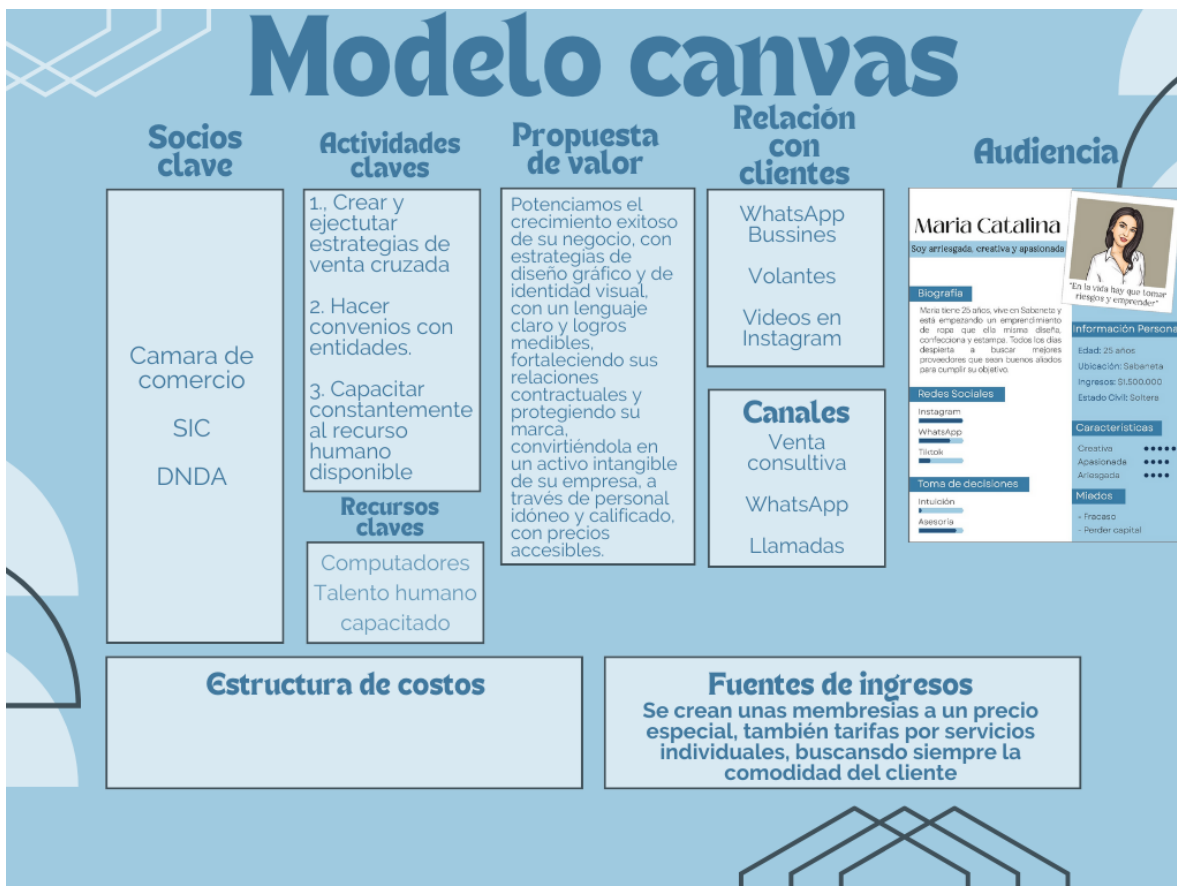 Modelo canvas
Socios
clave
Camara de
comercio
SIC
DNDA
Actividades
claves
1., Crear y
ejectutar
estrategias de
venta cruzada
2. Hacer
convenios con
entidades.
3. Capacitar
constantemente
al recurso
humano
disponible
Recursos
claves
Computadores
Talento humano
capacitado
Propuesta
de valor
Potenciamos el
crecimiento exitoso
de su negocio, con
estrategias de
diseño gráfico y de
identidad visual,
con un lenguaje
claro y logros
medibles,
fortaleciendo sus
relaciones
contractuales y
protegiendo su
marca,
convirtiéndola en
un activo intangible
de su empresa, a
través de personal
idóneo y calificado,
con precios
accesibles.
Relación
con
clientes
WhatsApp
Bussines
Volantes
Videos en
Instagram
Canales
Venta
consultiva
WhatsApp
Llamadas
Audiencia
Maria Catalina
Soy arriesgada, creativa y apasionada
"En la vida hay que tomar
riesgos y emprender"
Biografía
Maria tiene 25 años, vive en Sabaneta y
está empezando un emprendimiento
de ropa que ella misma diseña,
confecciona y estampa. Todos los días
despierta a buscar mejores
proveedores que sean buenos aliados
para cumplir su objetivo.
Redes Sociales
Instagram
WhatsApp
Tiktok
Toma de decisiones
Intuición
Asesoria
Información Persona
Edad: 25 años
Ubicación: Sabaneta
Ingresos: $1.500.000
Estado Civil: Soltera
Características
Creativa
Apasionada
Arriesgada
Miedos
- Fracaso
- Perder capital
Estructura de costos
Fuentes de ingresos
Se crean unas membresias a un precio
especial, también tarifas por servicios
individuales, buscansdo siempre la
comodidad del cliente